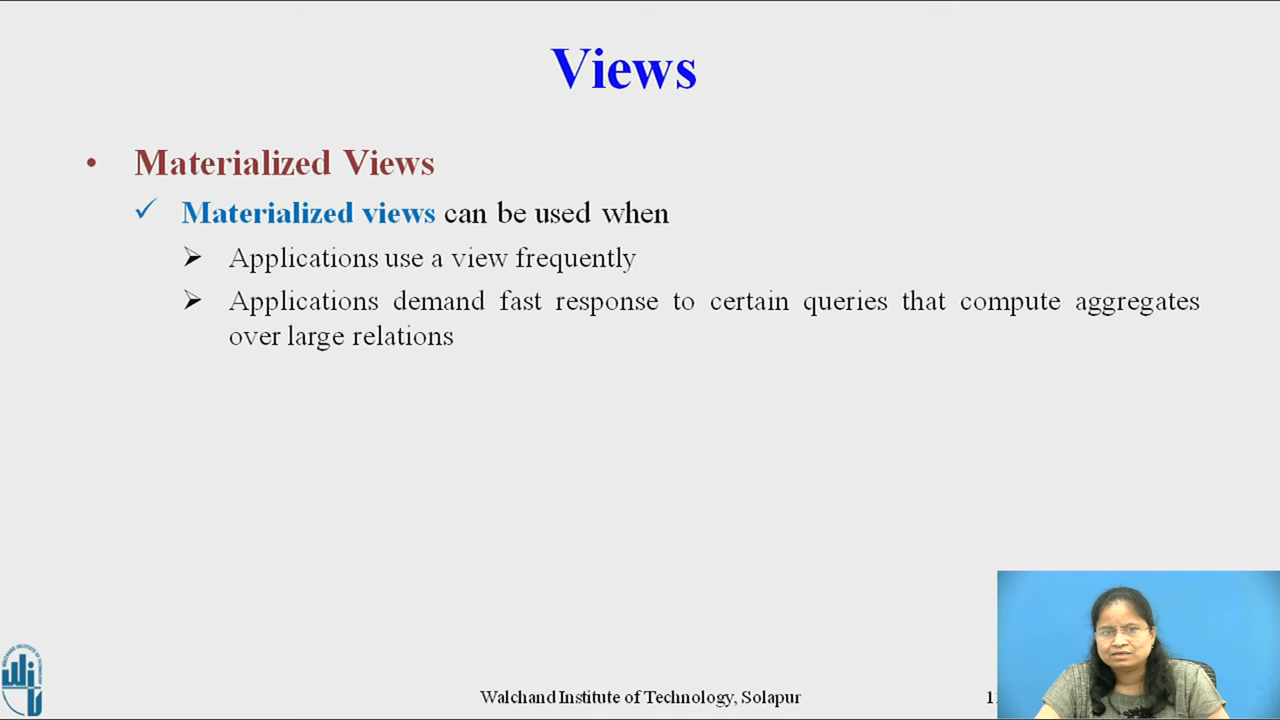 Views
• Materialized Views
✓ Materialized views can be used when
➢ Applications use a view frequently
➢ Applications demand fast response to certain queries that compute aggregates
over large relations
Walchand Institute of Technology, Solapur